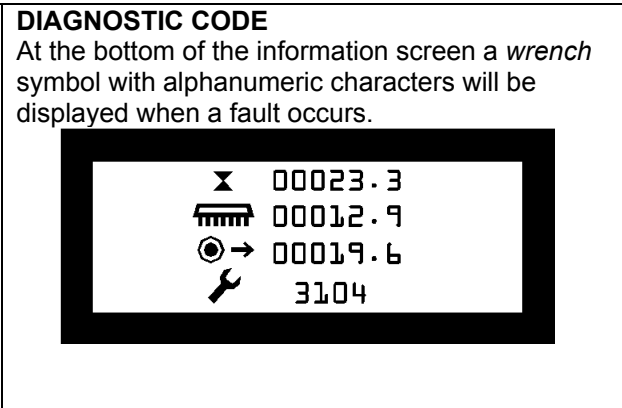 DIAGNOSTIC CODE
At the bottom of the information screen a wrench
symbol with alphanumeric characters will be
displayed when a fault occurs.
00023.3
00012.9
00019.6
3104